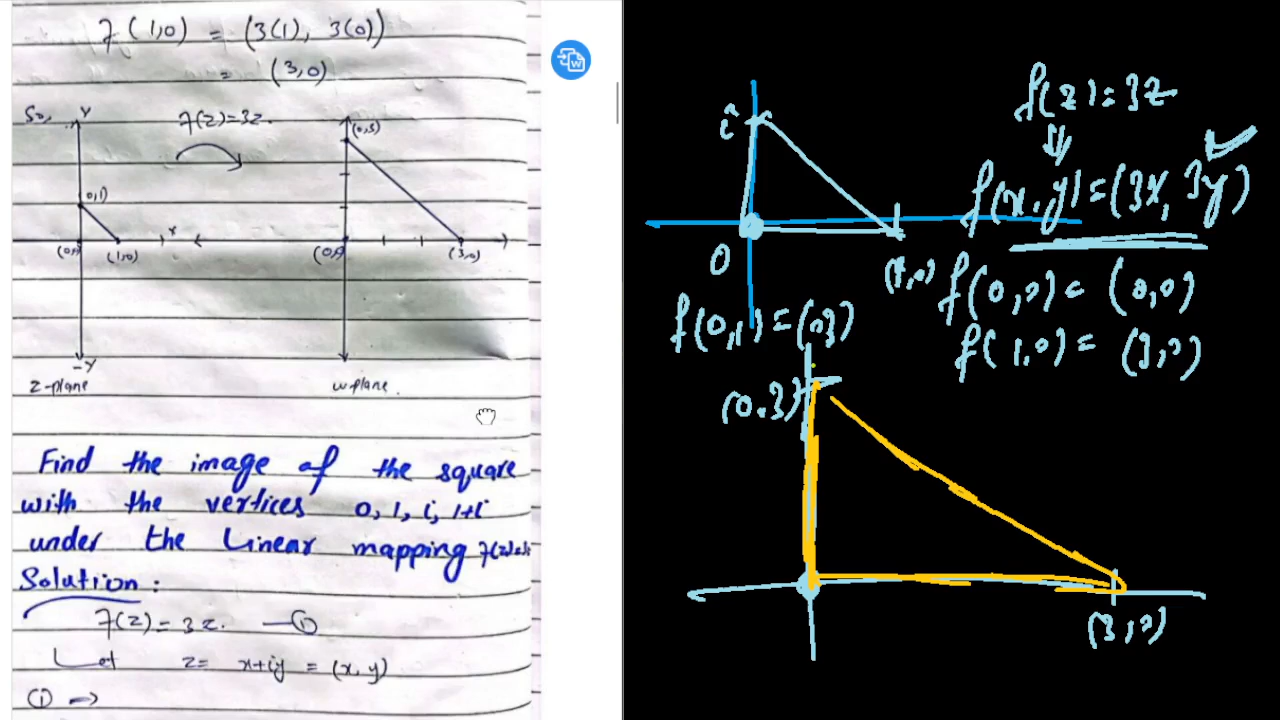 f(1,0) = (3(1), 3(0))
= (3,0)
So,
Y
f(z)=3z.
(0,3)
0,1)
x
(0,0)
(1,0)
(0,0)
(3,0)
-Y
z-plane
w-plane.
Find the image of the square
with the vertices 0, 1, i, 1+i
under the Linear mapping
Solution:
f(z) = 3z. —①
Let z= x+iy = (x,y)
① →
f(z)=3z
⇓
f(x,y)=(3x, 3y)
i
0
(1,0)
f(0,0)= (0,0)
f(0,1)=(0,3)
f(1,0)= (3,0)
(0,3)
(3,0)